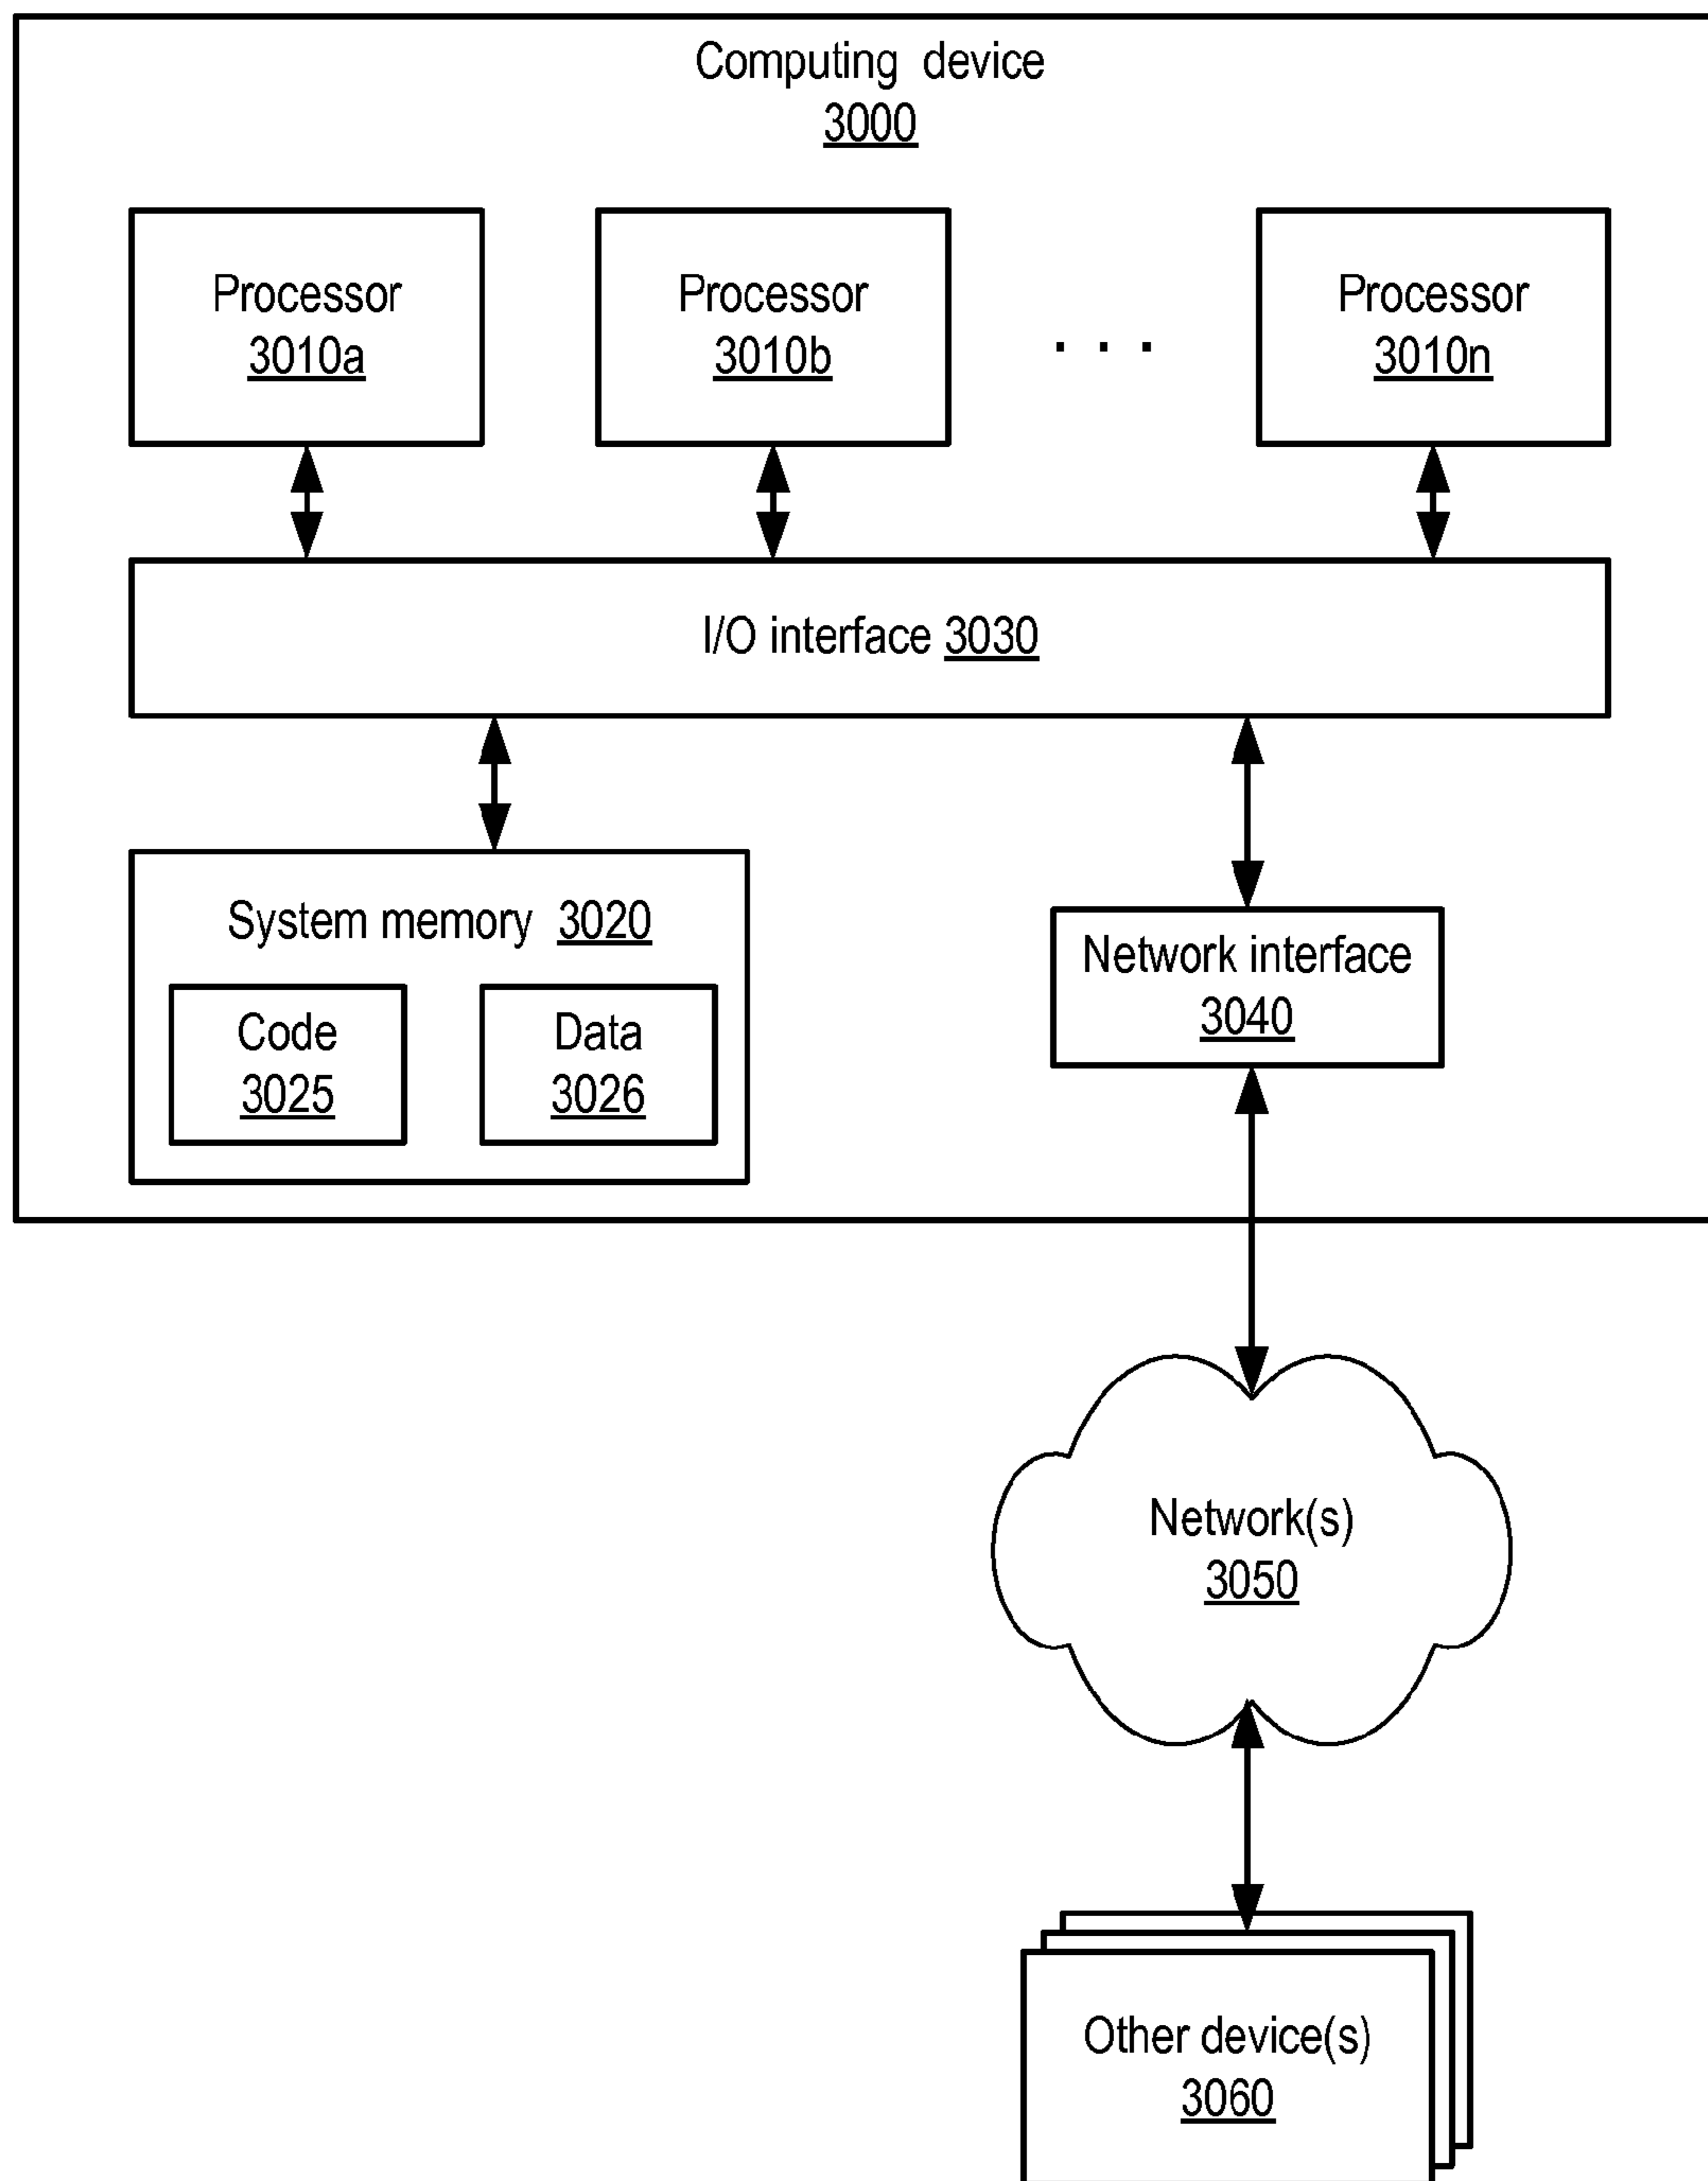 Computing device
3000
Processor
3010a
Processor
3010b
. . .
Processor
3010n
I/O interface 3030
System memory 3020
Code
3025
Data
3026
Network interface
3040
Network(s)
3050
Other device(s)
3060